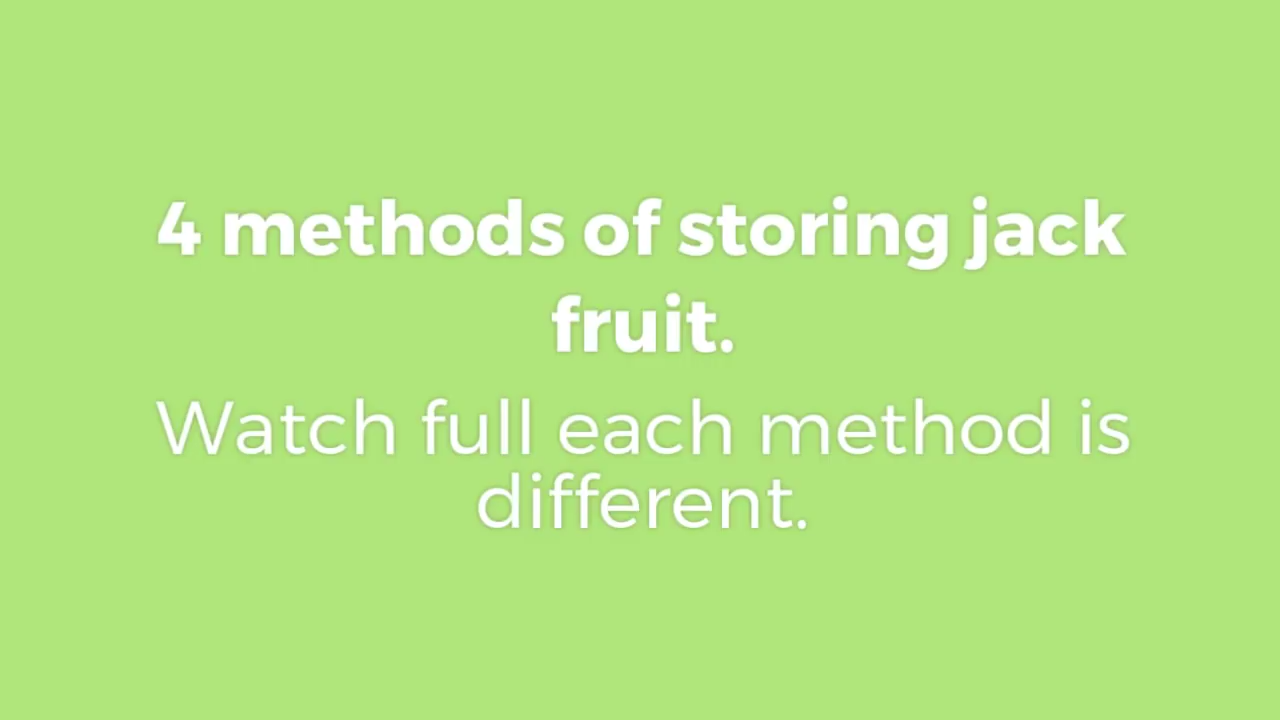 4 methods of storing jack
fruit.
Watch full each method is
different.